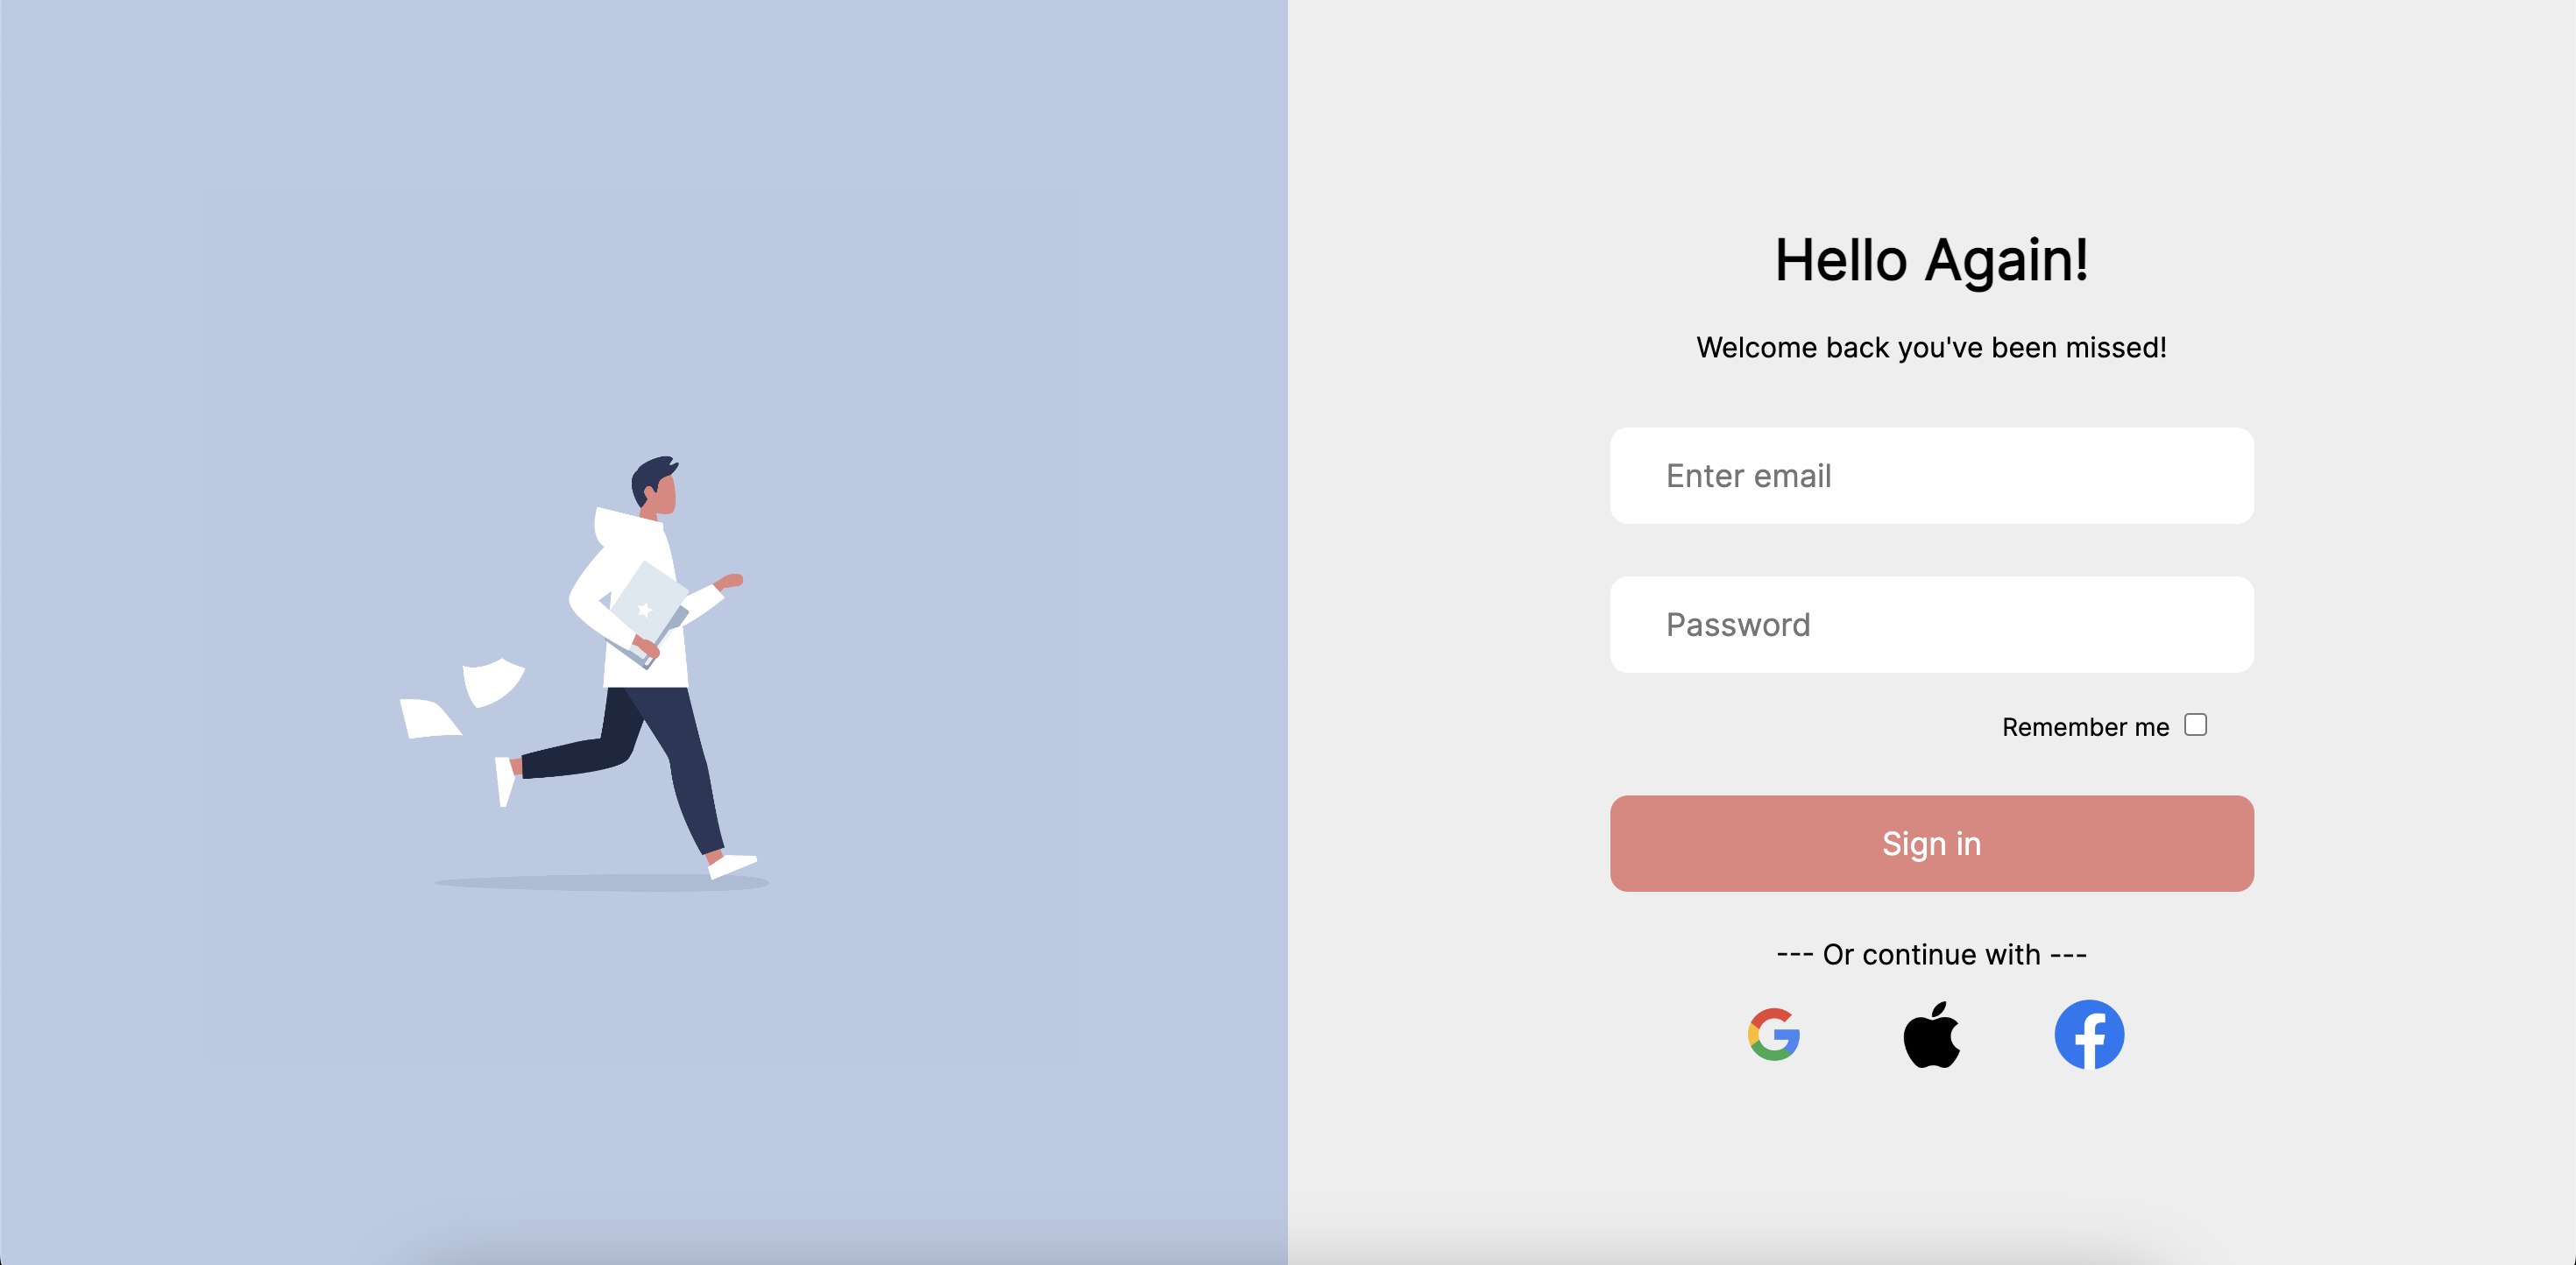 Hello Again!
Welcome back you've been missed!
Enter email
Password
Remember me
Sign in
--- Or continue with ---